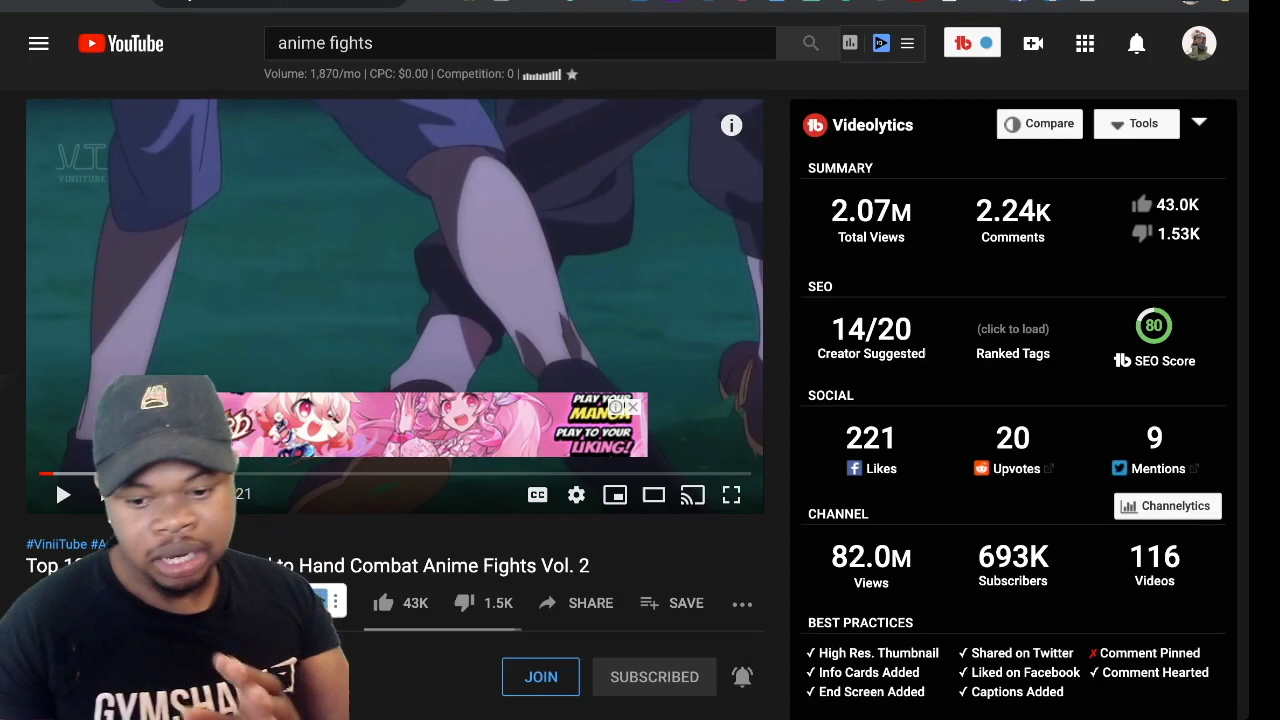 YouTube
anime fights
Volume: 1,870/mo | CPC: $0.00 | Competition: 0 |
VINIITUBE
Videolytics
Compare
Tools
SUMMARY
2.07M
2.24K
43.0K
Total Views
Comments
1.53K
SEO
14/20
(click to load)
80
Creator Suggested
Ranked Tags
SEO Score
SOCIAL
221
20
9
Likes
Upvotes
Mentions
Channelytics
CHANNEL
82.0M
693K
116
Views
Subscribers
Videos
BEST PRACTICES
✓ High Res. Thumbnail
✓ Shared on Twitter
✗ Comment Pinned
✓ Info Cards Added
✓ Liked on Facebook
✓ Comment Hearted
✓ End Screen Added
✓ Captions Added
PLAY YOUR
MANA
PLAY TO YOUR
LIKING!
21
CC
#ViniiTube
Top to Hand Combat Anime Fights Vol. 2
43K
1.5K
SHARE
SAVE
JOIN
SUBSCRIBED